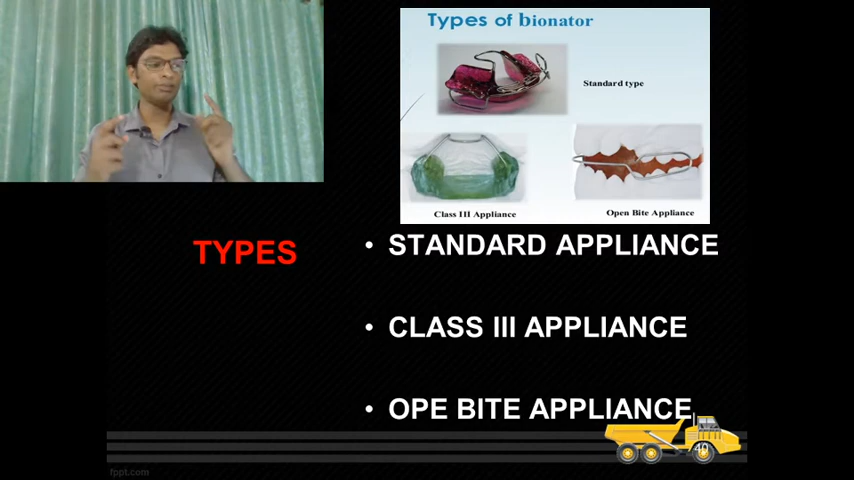 Types of bionator
Standard type
Class III Appliance
Open Bite Appliance
TYPES
• STANDARD APPLIANCE
• CLASS III APPLIANCE
• OPE BITE APPLIANCE
40
fppt.com